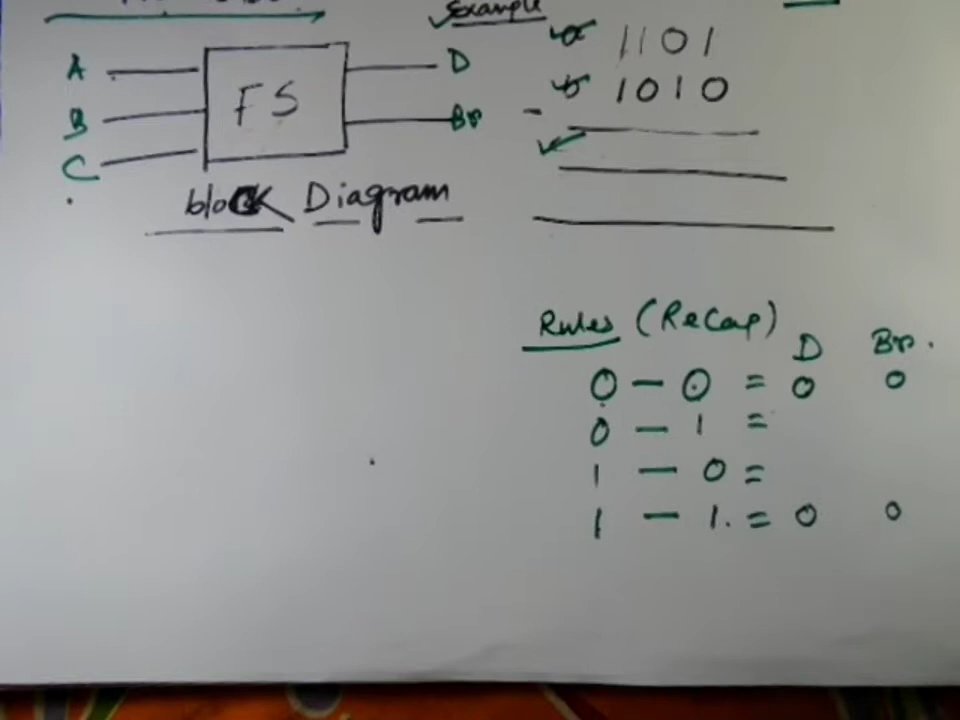 Example
A
B
C
FS
D
Br
block Diagram
a 1101
b 1010
-
Rules (Recap)
D Br.
0 - 0 = 0 0
0 - 1 =
1 - 0 =
1 - 1. = 0 0